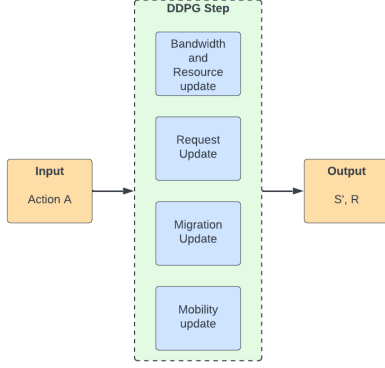 DDPG Step
Bandwidth
and
Resource
update
Request
Update
Migration
Update
Mobility
update
Input
Action A
Output
S', R